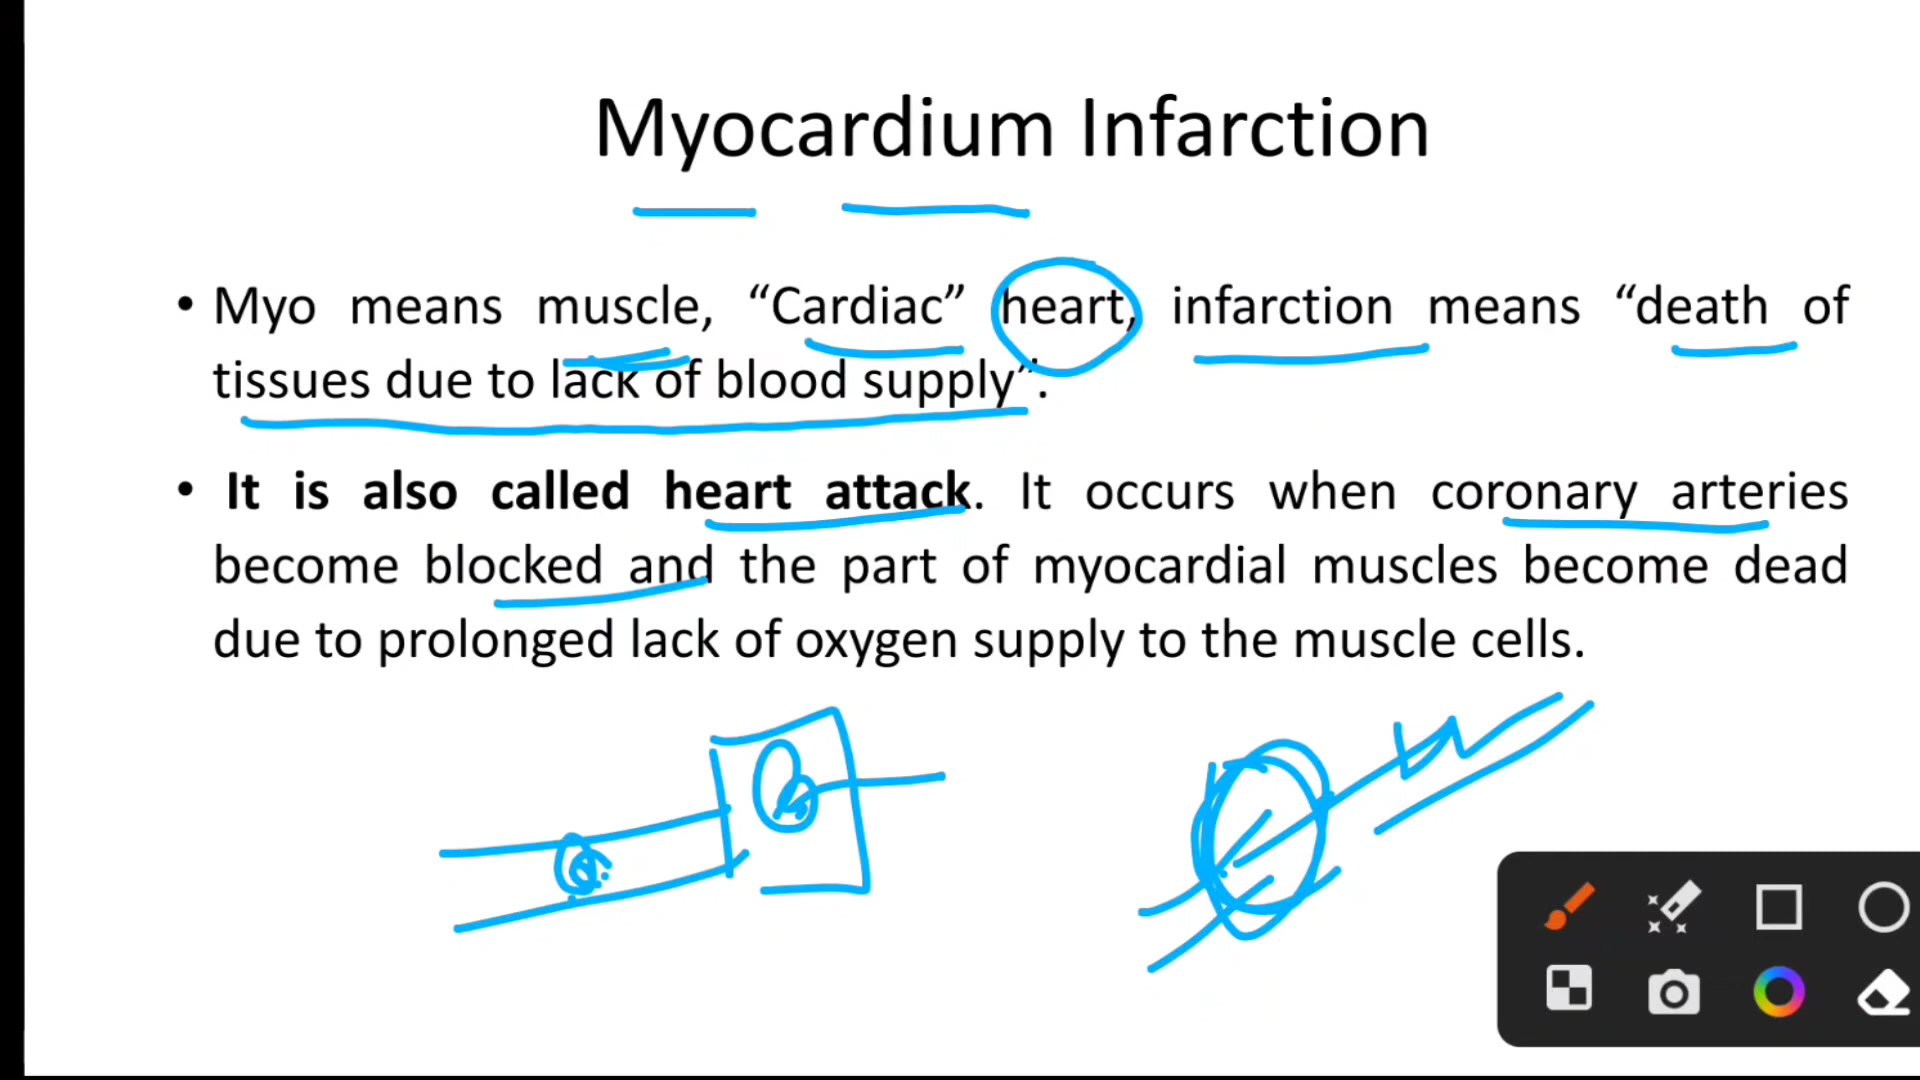 Myocardium Infarction
• Myo means muscle, “Cardiac” heart, infarction means “death of
tissues due to lack of blood supply”.
• It is also called heart attack. It occurs when coronary arteries
become blocked and the part of myocardial muscles become dead
due to prolonged lack of oxygen supply to the muscle cells.